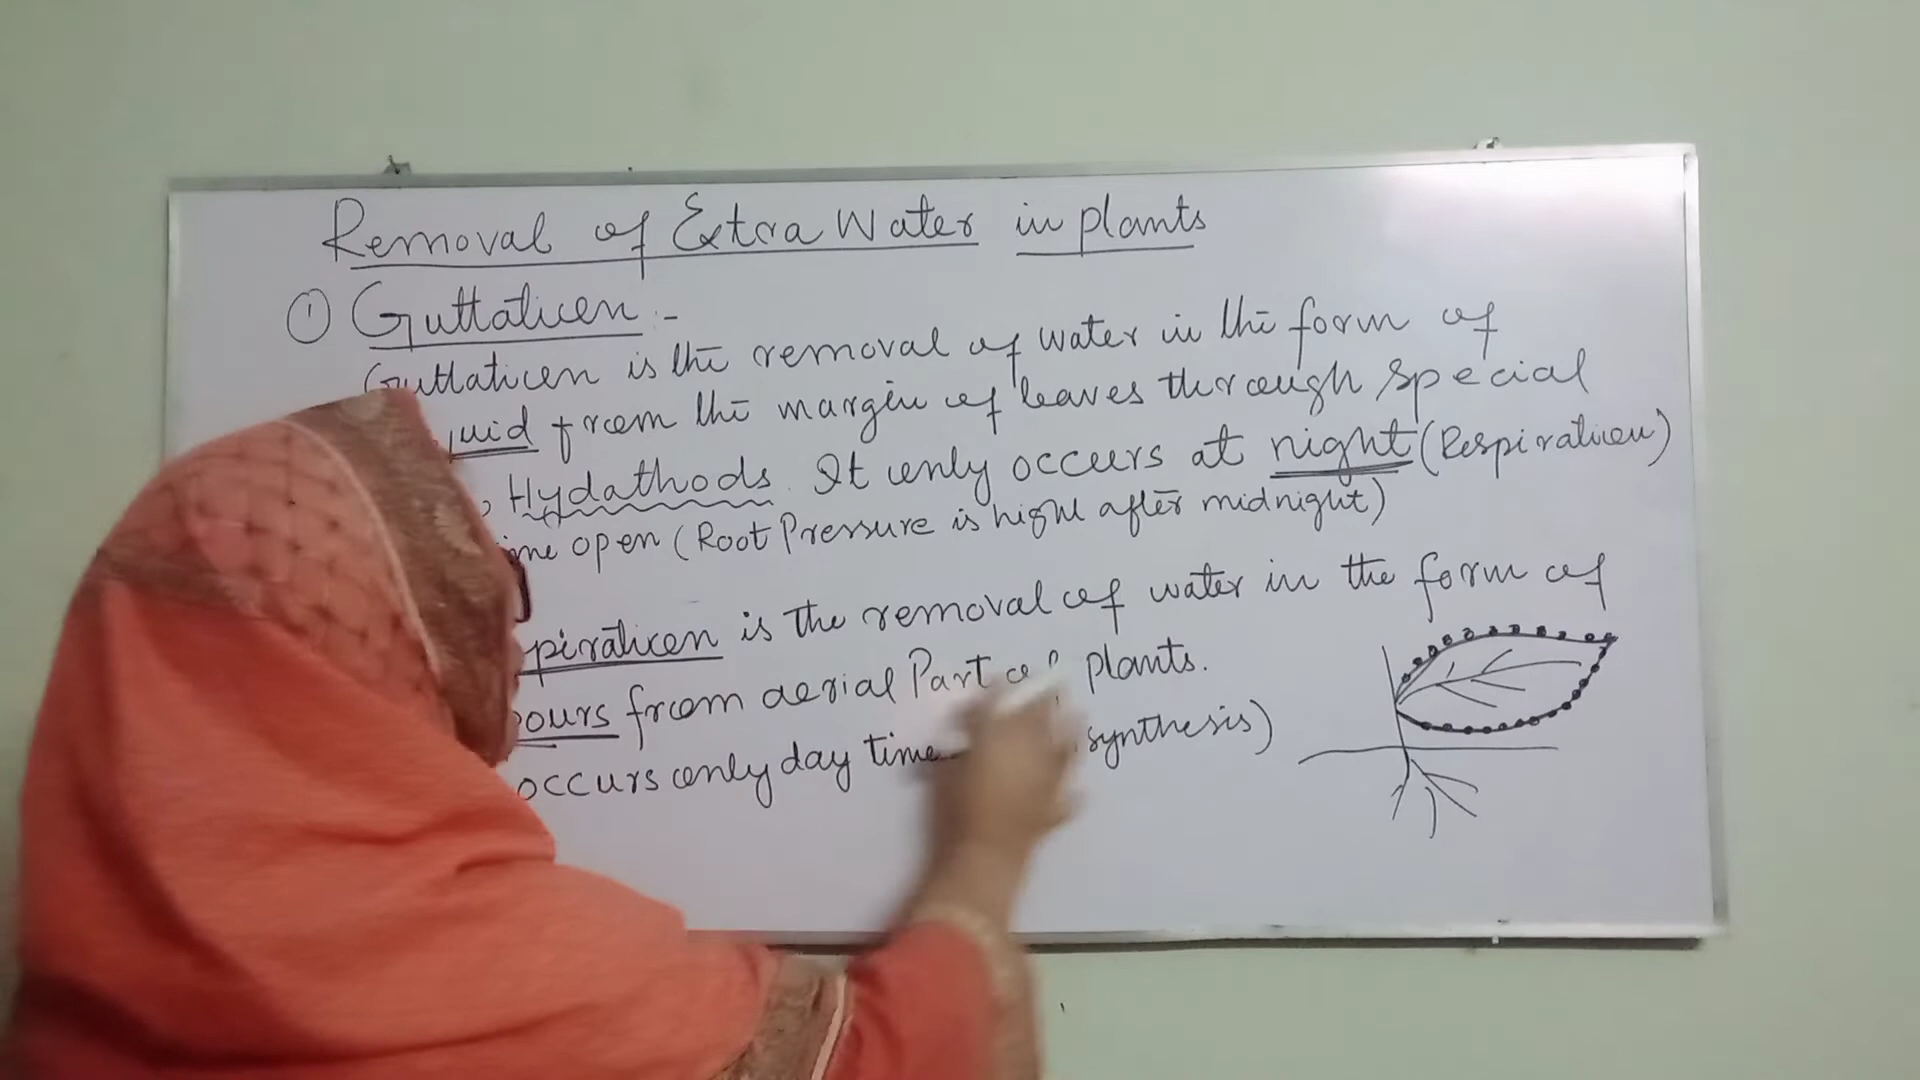 Removal of Extra Water in plants
① Guttation :-
Guttation is the removal of water in the form of
from the margin of leaves through special
Hydathods. It only occurs at night (Respiration)
open (Root Pressure is high after midnight)
is the removal of water in the form of
from aerial Part of plants.
occurs only day time synthesis)